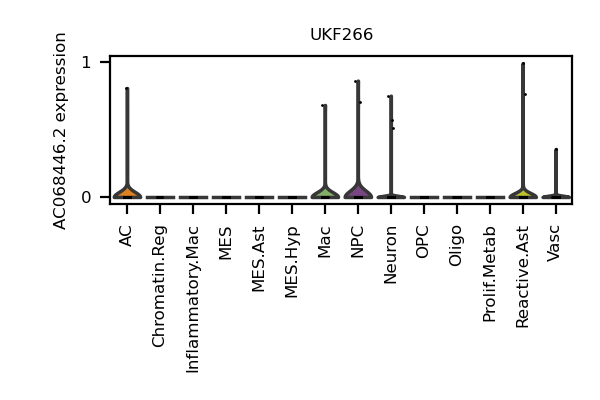 UKF266
AC068446.2 expression
1
0
AC
Chromatin.Reg
Inflammatory.Mac
MES
MES.Ast
MES.Hyp
Mac
NPC
Neuron
OPC
Oligo
Prolif.Metab
Reactive.Ast
Vasc